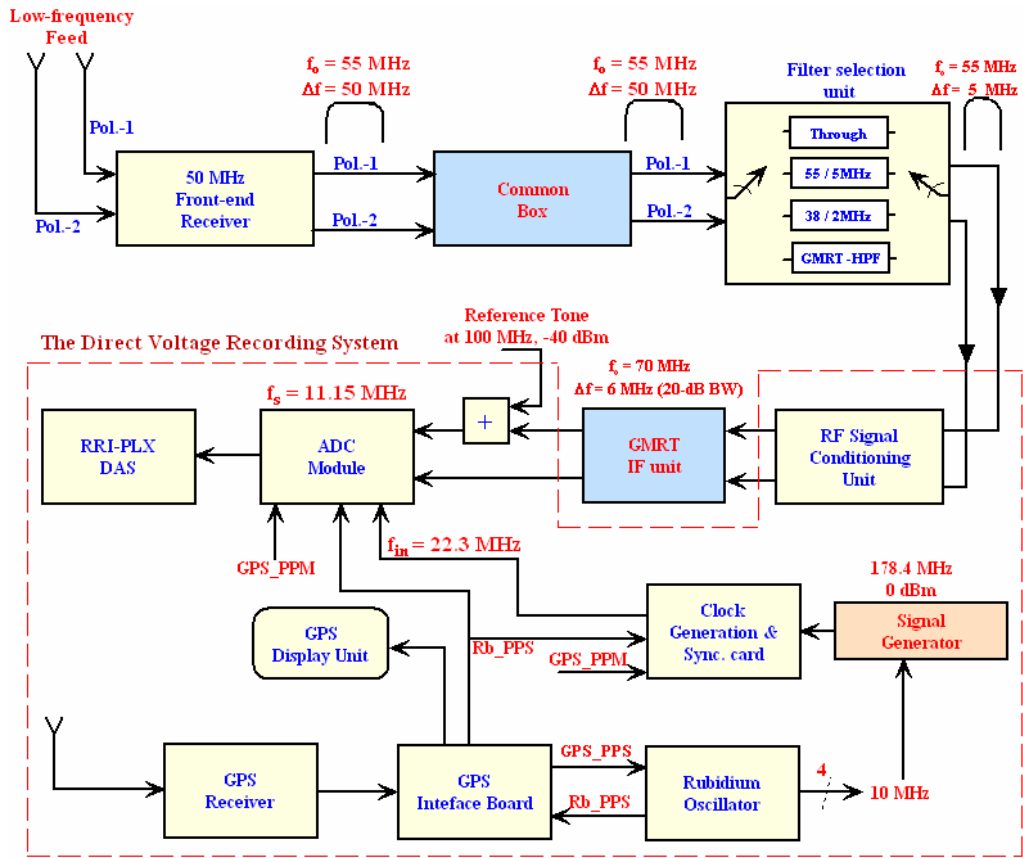 Low-frequency
Feed
Pol.-1
Pol.-2
50 MHz
Front-end
Receiver
fo = 55 MHz
Δf = 50 MHz
Pol.-1
Pol.-2
Common
Box
fo = 55 MHz
Δf = 50 MHz
Pol.-1
Pol.-2
Filter selection
unit
Through
55 / 5MHz
38 / 2MHz
GMRT -HPF
fo = 55 MHz
Δf = 5 MHz
The Direct Voltage Recording System
Reference Tone
at 100 MHz, -40 dBm
fs = 11.15 MHz
fo = 70 MHz
Δf = 6 MHz (20-dB BW)
RRI-PLX
DAS
ADC
Module
+
GMRT
IF unit
RF Signal
Conditioning
Unit
GPS_PPM
fin = 22.3 MHz
178.4 MHz
0 dBm
GPS
Display Unit
Rb_PPS
GPS_PPM
Clock
Generation &
Sync. card
Signal
Generator
GPS
Receiver
GPS
Inteface Board
GPS_PPS
Rb_PPS
Rubidium
Oscillator
4
10 MHz